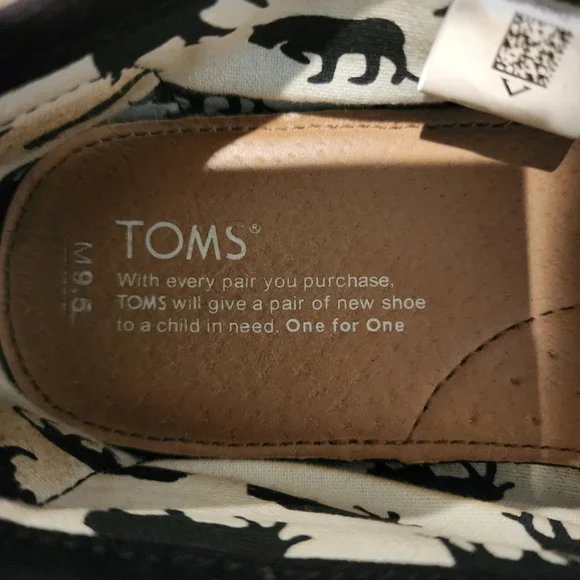 TOMS®
With every pair you purchase,
TOMS will give a pair of new shoe
to a child in need. One for One
M9.5